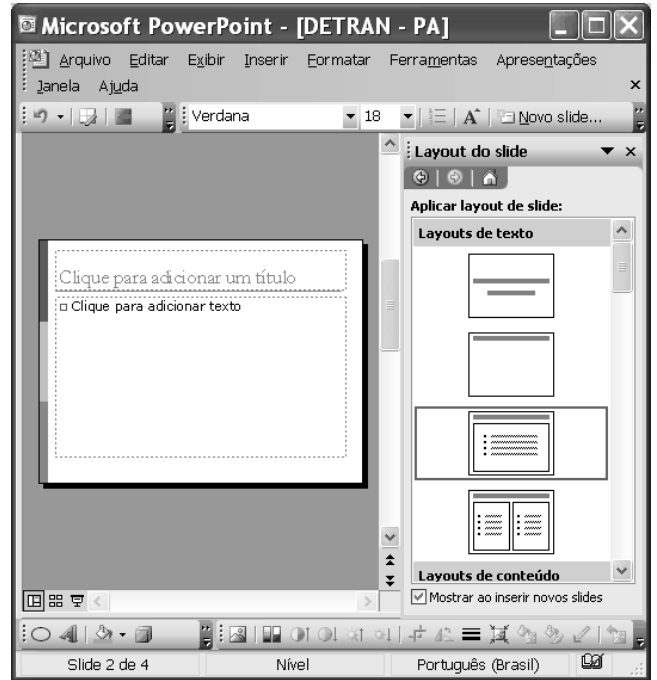 Microsoft PowerPoint - [DETRAN - PA]
Arquivo Editar Exibir Inserir Formatar Ferramentas Apresentações
Janela Ajuda
Verdana 18 A Novo slide...
Layout do slide
Aplicar layout de slide:
Layouts de texto
Clique para adicionar um título
Clique para adicionar texto
Layouts de conteúdo
Mostrar ao inserir novos slides
Slide 2 de 4 Nível Português (Brasil)